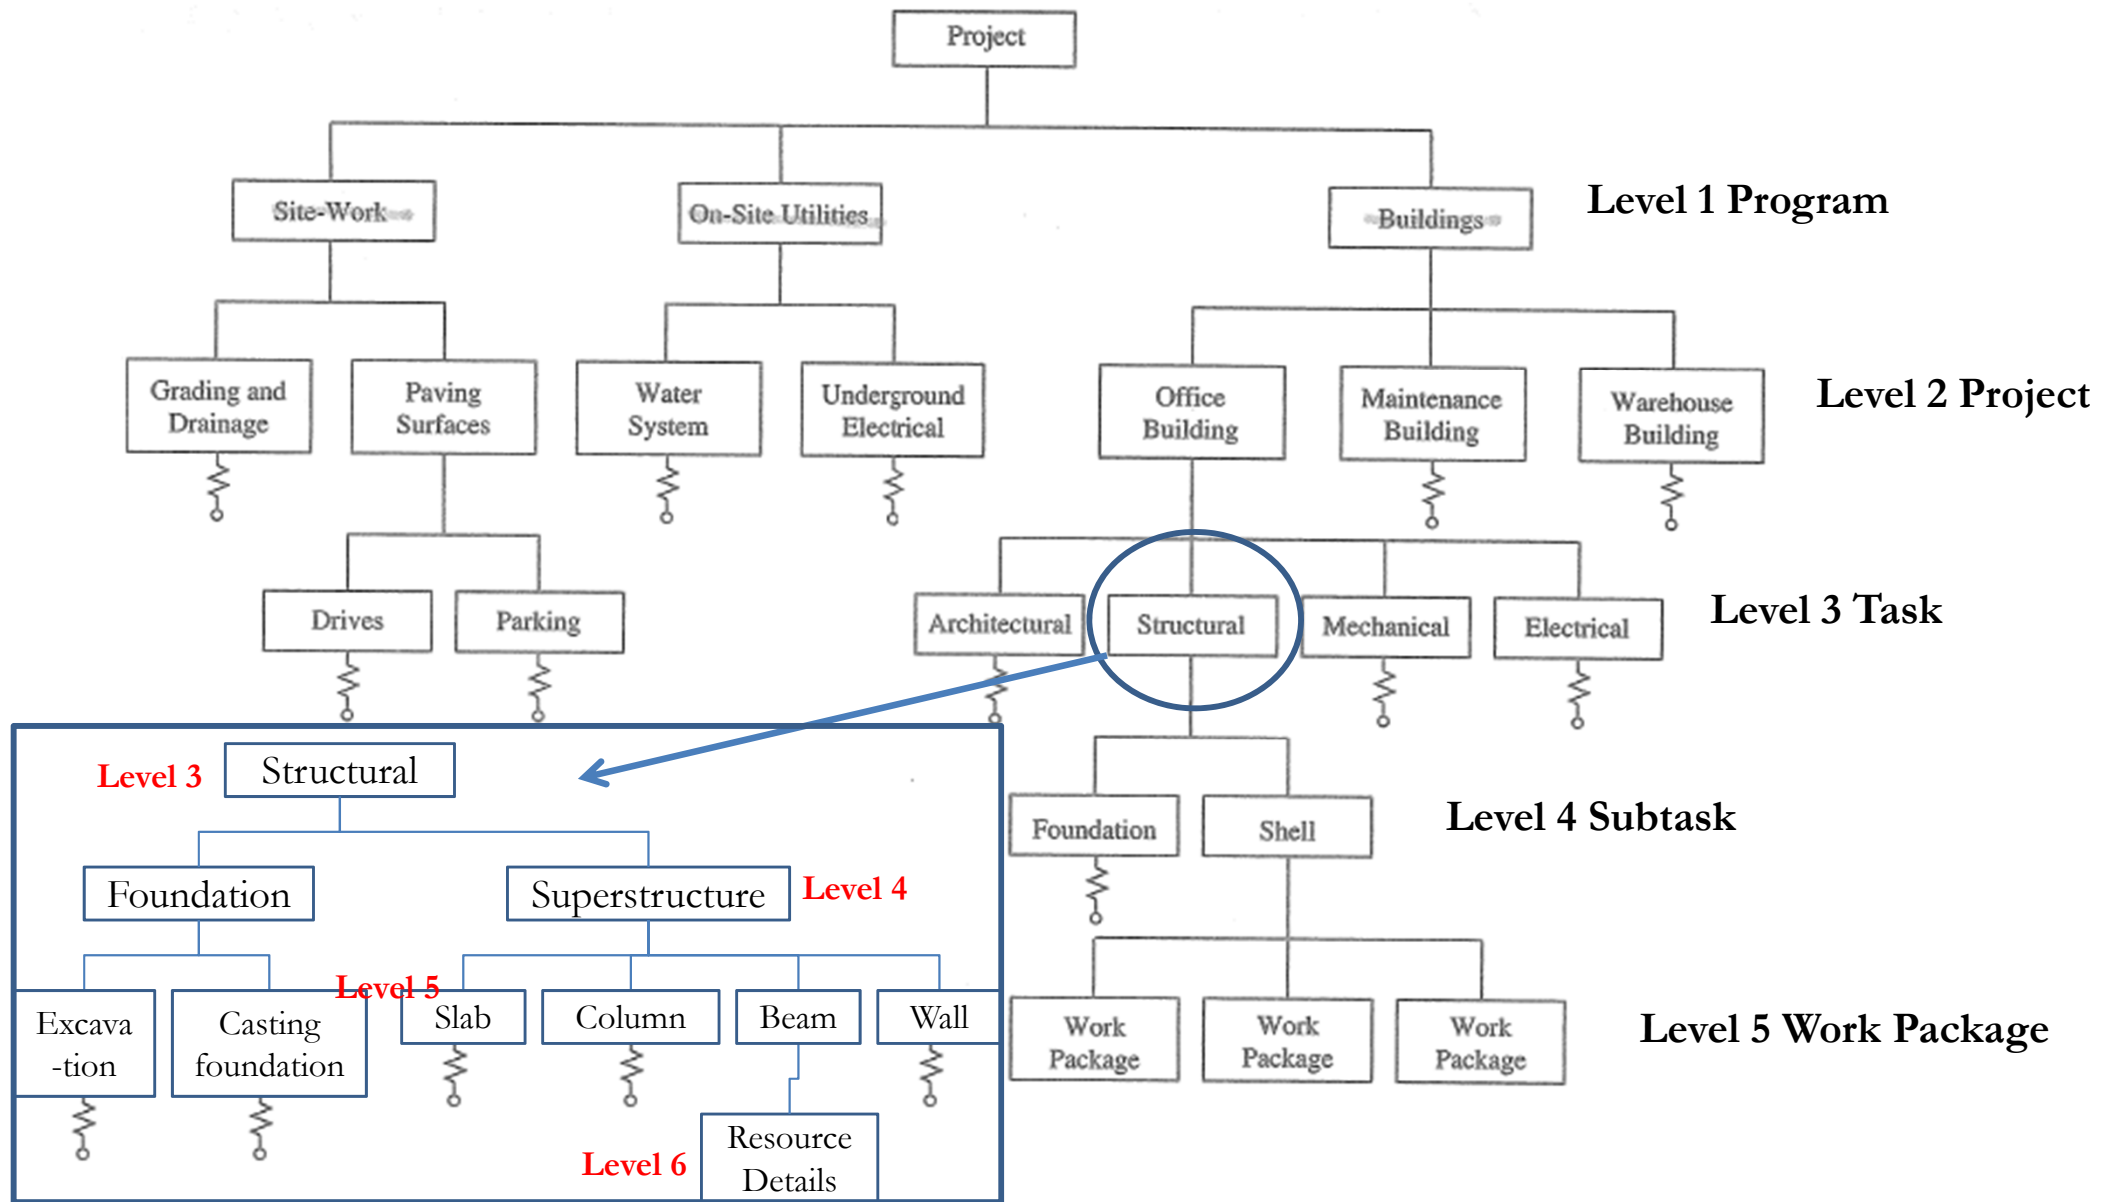 Project
Site-Work
On-Site Utilities
Buildings
Level 1 Program
Grading and
Drainage
Paving
Surfaces
Water
System
Underground
Electrical
Office
Building
Maintenance
Building
Warehouse
Building
Level 2 Project
Drives
Parking
Architectural
Structural
Mechanical
Electrical
Level 3 Task
Foundation
Shell
Level 4 Subtask
Work
Package
Work
Package
Work
Package
Level 5 Work Package
Level 3
Structural
Foundation
Superstructure
Level 4
Level 5
Excava
-tion
Casting
foundation
Slab
Column
Beam
Wall
Level 6
Resource
Details